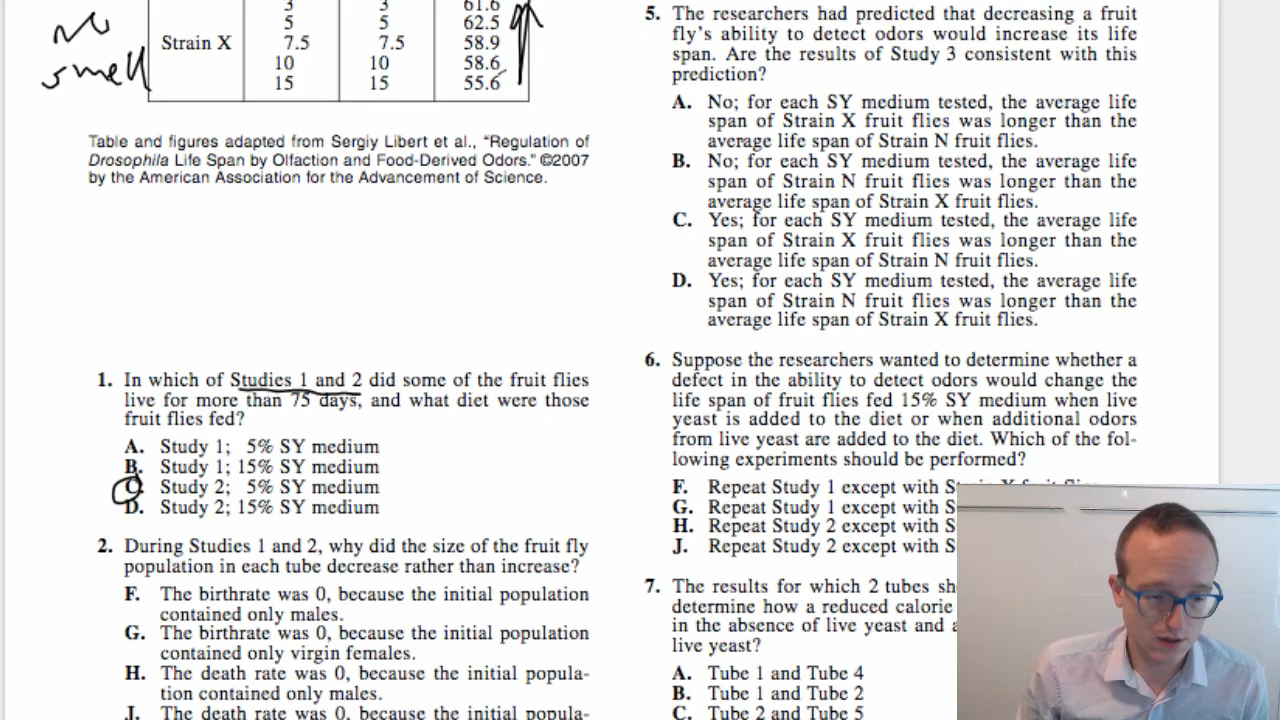 No
smell
3 3 61.6
5 5 62.5
Strain X 7.5 7.5 58.9
10 10 58.6
15 15 55.6
Table and figures adapted from Sergiy Libert et al., “Regulation of
Drosophila Life Span by Olfaction and Food-Derived Odors.” ©2007
by the American Association for the Advancement of Science.
1. In which of Studies 1 and 2 did some of the fruit flies
live for more than 75 days, and what diet were those
fruit flies fed?
A. Study 1; 5% SY medium
B. Study 1; 15% SY medium
C. Study 2; 5% SY medium
D. Study 2; 15% SY medium
2. During Studies 1 and 2, why did the size of the fruit fly
population in each tube decrease rather than increase?
F. The birthrate was 0, because the initial population
contained only males.
G. The birthrate was 0, because the initial population
contained only virgin females.
H. The death rate was 0, because the initial popula-
tion contained only males.
J. The death rate was 0, because the initial popula-
5. The researchers had predicted that decreasing a fruit
fly’s ability to detect odors would increase its life
span. Are the results of Study 3 consistent with this
prediction?
A. No; for each SY medium tested, the average life
span of Strain X fruit flies was longer than the
average life span of Strain N fruit flies.
B. No; for each SY medium tested, the average life
span of Strain N fruit flies was longer than the
average life span of Strain X fruit flies.
C. Yes; for each SY medium tested, the average life
span of Strain X fruit flies was longer than the
average life span of Strain N fruit flies.
D. Yes; for each SY medium tested, the average life
span of Strain N fruit flies was longer than the
average life span of Strain X fruit flies.
6. Suppose the researchers wanted to determine whether a
defect in the ability to detect odors would change the
life span of fruit flies fed 15% SY medium when live
yeast is added to the diet or when additional odors
from live yeast are added to the diet. Which of the fol-
lowing experiments should be performed?
F. Repeat Study 1 except with
G. Repeat Study 1 except with S
H. Repeat Study 2 except with S
J. Repeat Study 2 except with S
7. The results for which 2 tubes sh
determine how a reduced calorie
in the absence of live yeast and
live yeast?
A. Tube 1 and Tube 4
B. Tube 1 and Tube 2
C. Tube 2 and Tube 5